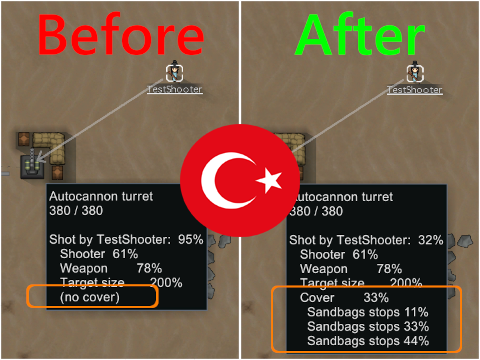 Before
TestShooter
Autocannon turret
380 / 380
Shot by TestShooter: 95%
Shooter 61%
Weapon 78%
Target size 200%
(no cover)
After
TestShooter
Autocannon turret
380 / 380
Shot by TestShooter: 32%
Shooter 61%
Weapon 78%
Target size 200%
Cover 33%
Sandbags stops 11%
Sandbags stops 33%
Sandbags stops 44%